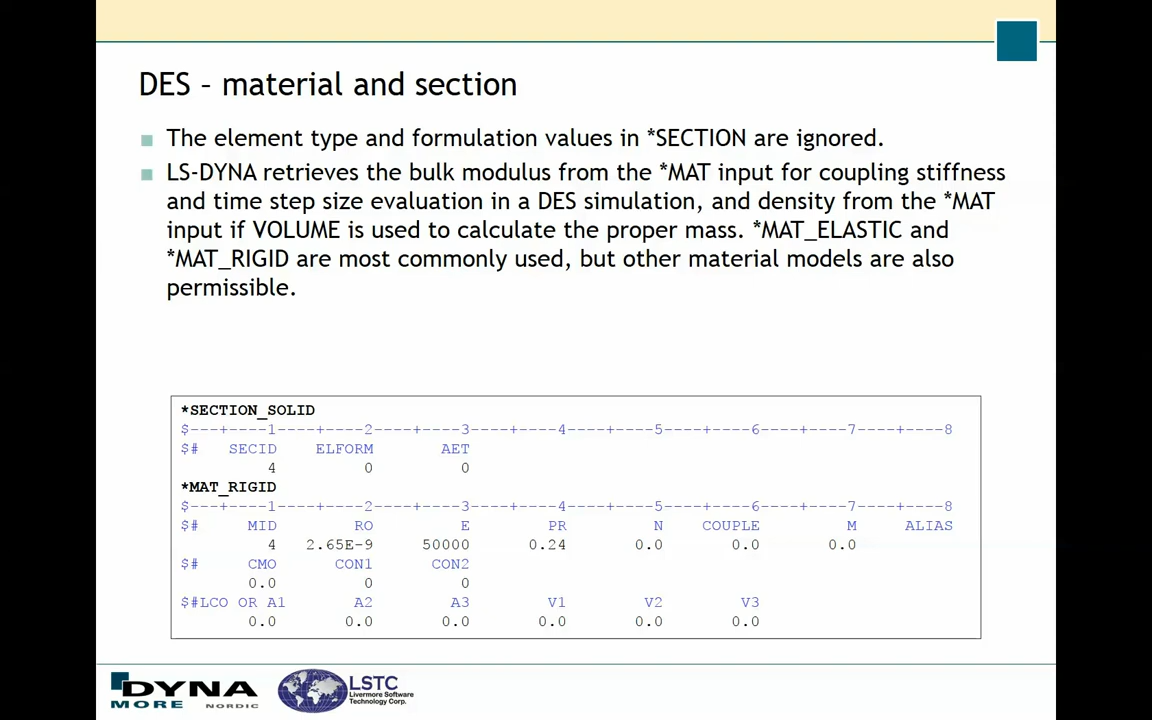 DES – material and section
The element type and formulation values in *SECTION are ignored.
LS-DYNA retrieves the bulk modulus from the *MAT input for coupling stiffness
and time step size evaluation in a DES simulation, and density from the *MAT
input if VOLUME is used to calculate the proper mass. *MAT_ELASTIC and
*MAT_RIGID are most commonly used, but other material models are also
permissible.
*SECTION_SOLID
$---+----1----+----2----+----3----+----4----+----5----+----6----+----7----+----8
$# SECID ELFORM AET
4 0 0
*MAT_RIGID
$---+----1----+----2----+----3----+----4----+----5----+----6----+----7----+----8
$# MID RO E PR N COUPLE M ALIAS
4 2.65E-9 50000 0.24 0.0 0.0 0.0
$# CMO CON1 CON2
0.0 0 0
$#LCO OR A1 A2 A3 V1 V2 V3
0.0 0.0 0.0 0.0 0.0 0.0
DYNA
MORE NORDIC
LSTC
Livermore Software
Technology Corp.